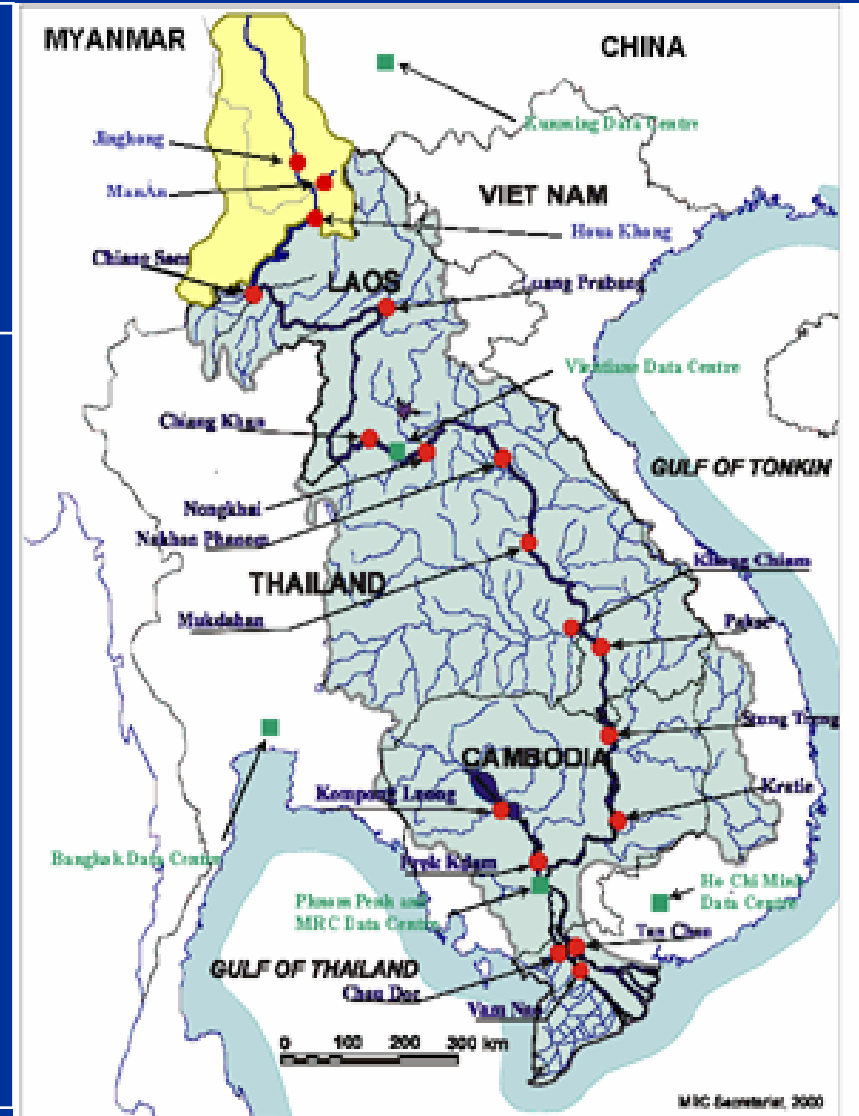 MYANMAR
CHINA
Kunming Data Centre
Jinghong
ManAn
VIET NAM
Houa Khong
Chiang Saen
LAOS
Luang Prabang
Vientiane Data Centre
Chiang Khan
GULF OF TONKIN
Nongkhai
Nakhon Phanom
Khong Chiam
THAILAND
Mukdahan
Pakse
Stung Treng
CAMBODIA
Kompong Luong
Kratie
Bangkok Data Centre
Prek Kdam
Ho Chi Minh
Data Centre
Phnom Penh and
MRC Data Centre
Tan Chau
GULF OF THAILAND
Chau Doc
Vam Nao
0 100 200 300 km
MRC Secretariat, 2000